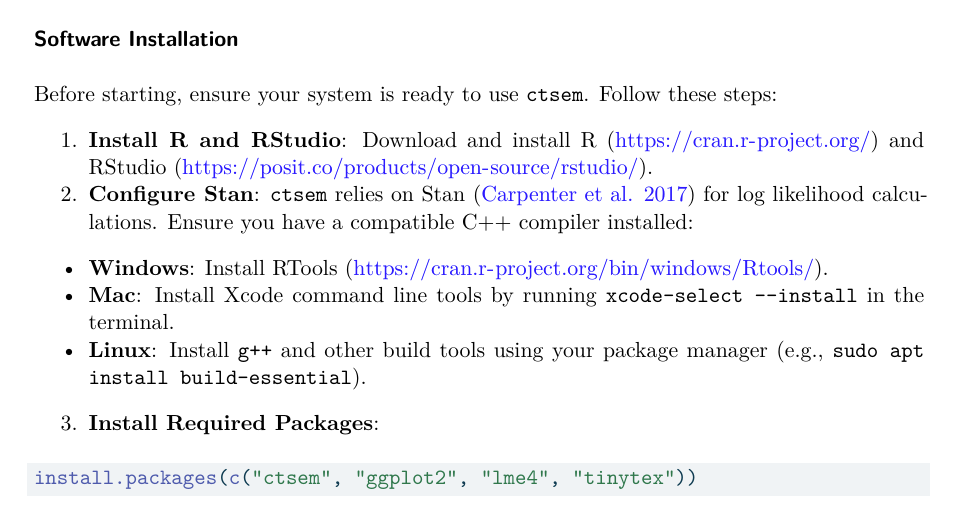 Software Installation
Before starting, ensure your system is ready to use ctsem. Follow these steps:
1. Install R and RStudio: Download and install R (https://cran.r-project.org/) and
RStudio (https://posit.co/products/open-source/rstudio/).
2. Configure Stan: ctsem relies on Stan (Carpenter et al. 2017) for log likelihood calcu-
lations. Ensure you have a compatible C++ compiler installed:
• Windows: Install RTools (https://cran.r-project.org/bin/windows/Rtools/).
• Mac: Install Xcode command line tools by running xcode-select --install in the
terminal.
• Linux: Install g++ and other build tools using your package manager (e.g., sudo apt
install build-essential).
3. Install Required Packages:
install.packages(c("ctsem", "ggplot2", "lme4", "tinytex"))